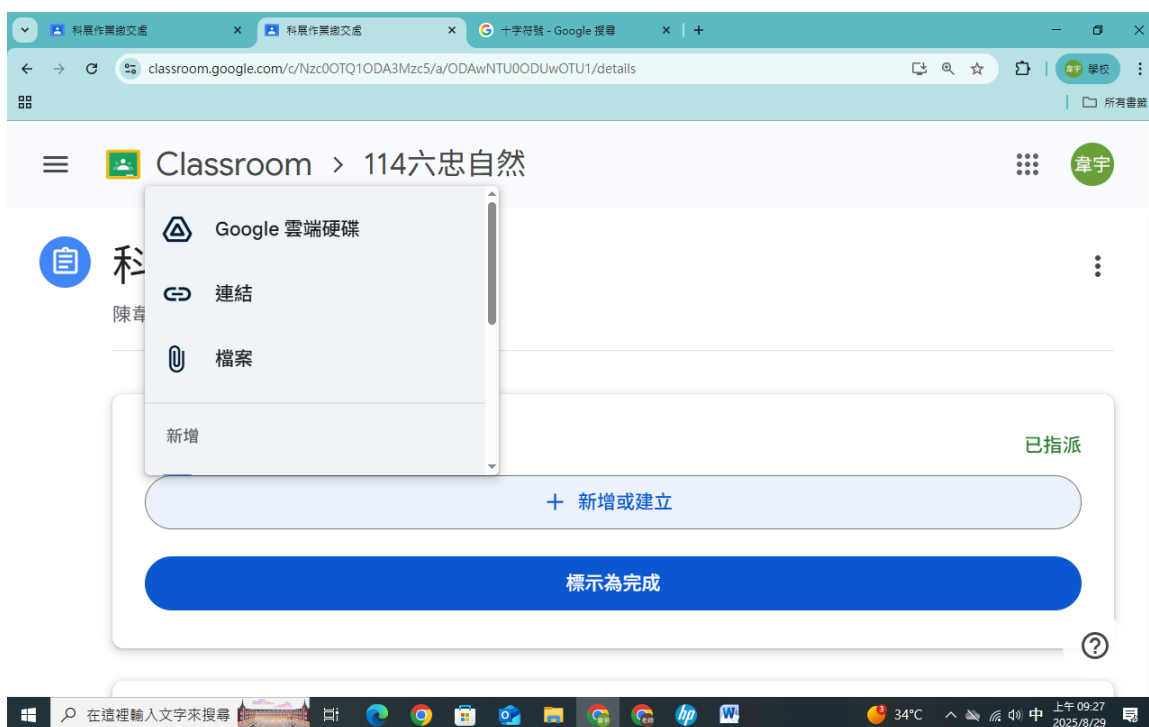 科展作業繳交處
科展作業繳交處
十字符號 - Google 搜尋
classroom.google.com/c/Nzc0OTQ1ODA3Mzc5/a/ODAwNTU0ODUwOTU1/details
韋宇 學校
所有書籤
Classroom > 114六忠自然
韋宇
Google 雲端硬碟
科
連結
陳韋
檔案
新增
已指派
+ 新增或建立
標示為完成
在這裡輸入文字來搜尋
34°C
中
上午 09:27
2025/8/29